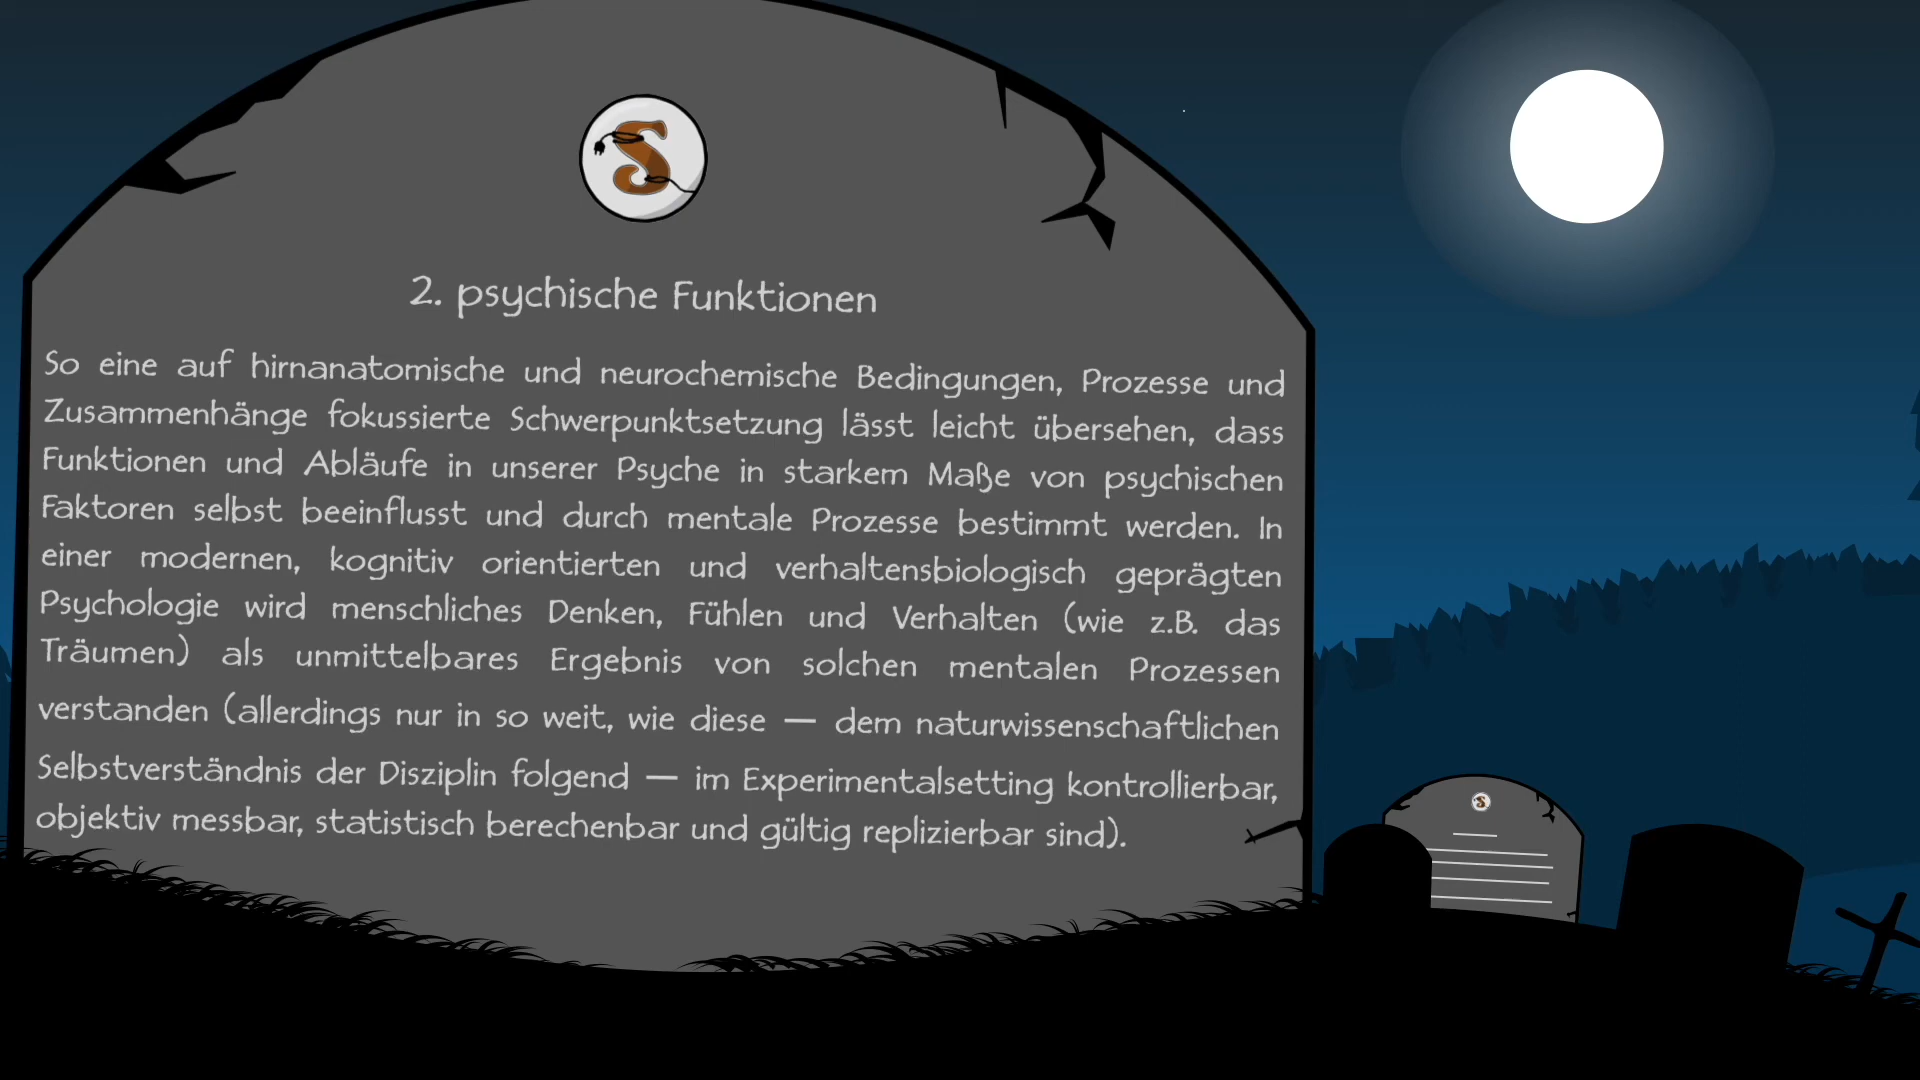 S
2. psychische Funktionen
So eine auf hirnanatomische und neurochemische Bedingungen, Prozesse und
Zusammenhänge fokussierte Schwerpunktsetzung lässt leicht übersehen, dass
Funktionen und Abläufe in unserer Psyche in starkem Maße von psychischen
Faktoren selbst beeinflusst und durch mentale Prozesse bestimmt werden. In
einer modernen, kognitiv orientierten und verhaltensbiologisch geprägten
Psychologie wird menschliches Denken, Fühlen und Verhalten (wie z.B. das
Träumen) als unmittelbares Ergebnis von solchen mentalen Prozessen
verstanden (allerdings nur in so weit, wie diese — dem naturwissenschaftlichen
Selbstverständnis der Disziplin folgend — im Experimentalsetting kontrollierbar,
objektiv messbar, statistisch berechenbar und gültig replizierbar sind).
S